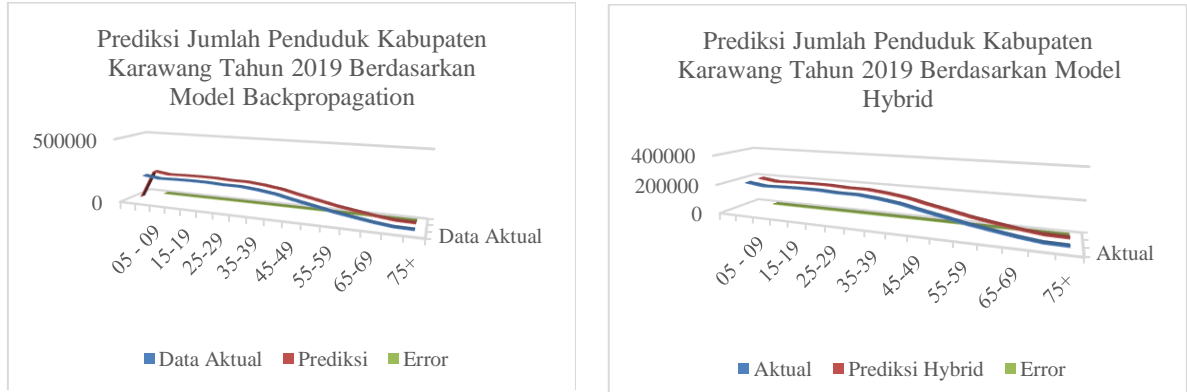 Prediksi Jumlah Penduduk Kabupaten
Karawang Tahun 2019 Berdasarkan
Model Backpropagation
500000
0
05 - 09
15-19
25-29
35-39
45-49
55-59
65-69
75+
Data Aktual
Data Aktual Prediksi Error
Prediksi Jumlah Penduduk Kabupaten
Karawang Tahun 2019 Berdasarkan Model
Hybrid
400000
200000
0
05 - 09
15-19
25-29
35-39
45-49
55-59
65-69
75+
Aktual
Aktual Prediksi Hybrid Error